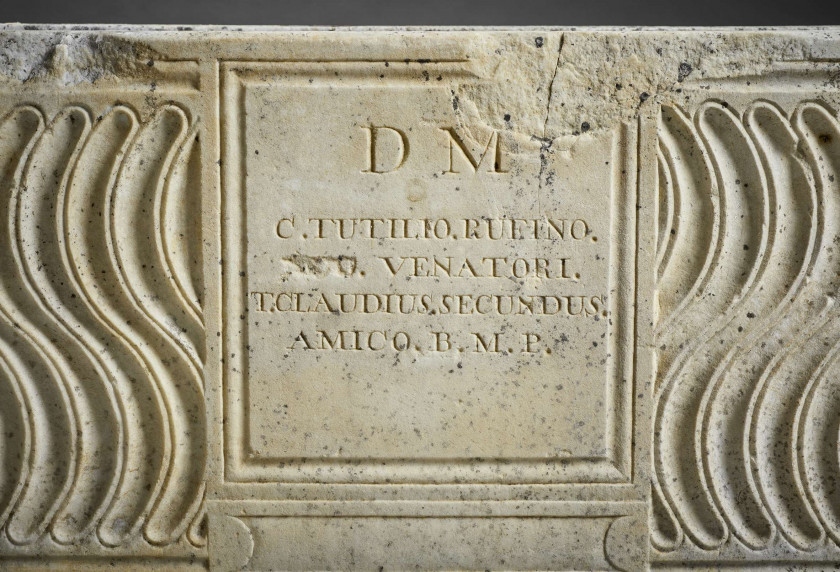 D M
C. TUTILIO. RUFINO.
VENATORI.
T. CLAUDIUS. SECUNDUS.
AMICO. B. M. P.